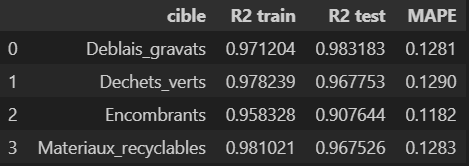 cible R2 train R2 test MAPE
0 Deblais_gravats 0.971204 0.983183 0.1281
1 Dechets_verts 0.978239 0.967753 0.1290
2 Encombrants 0.958328 0.907644 0.1182
3 Materiaux_recyclables 0.981021 0.967526 0.1283